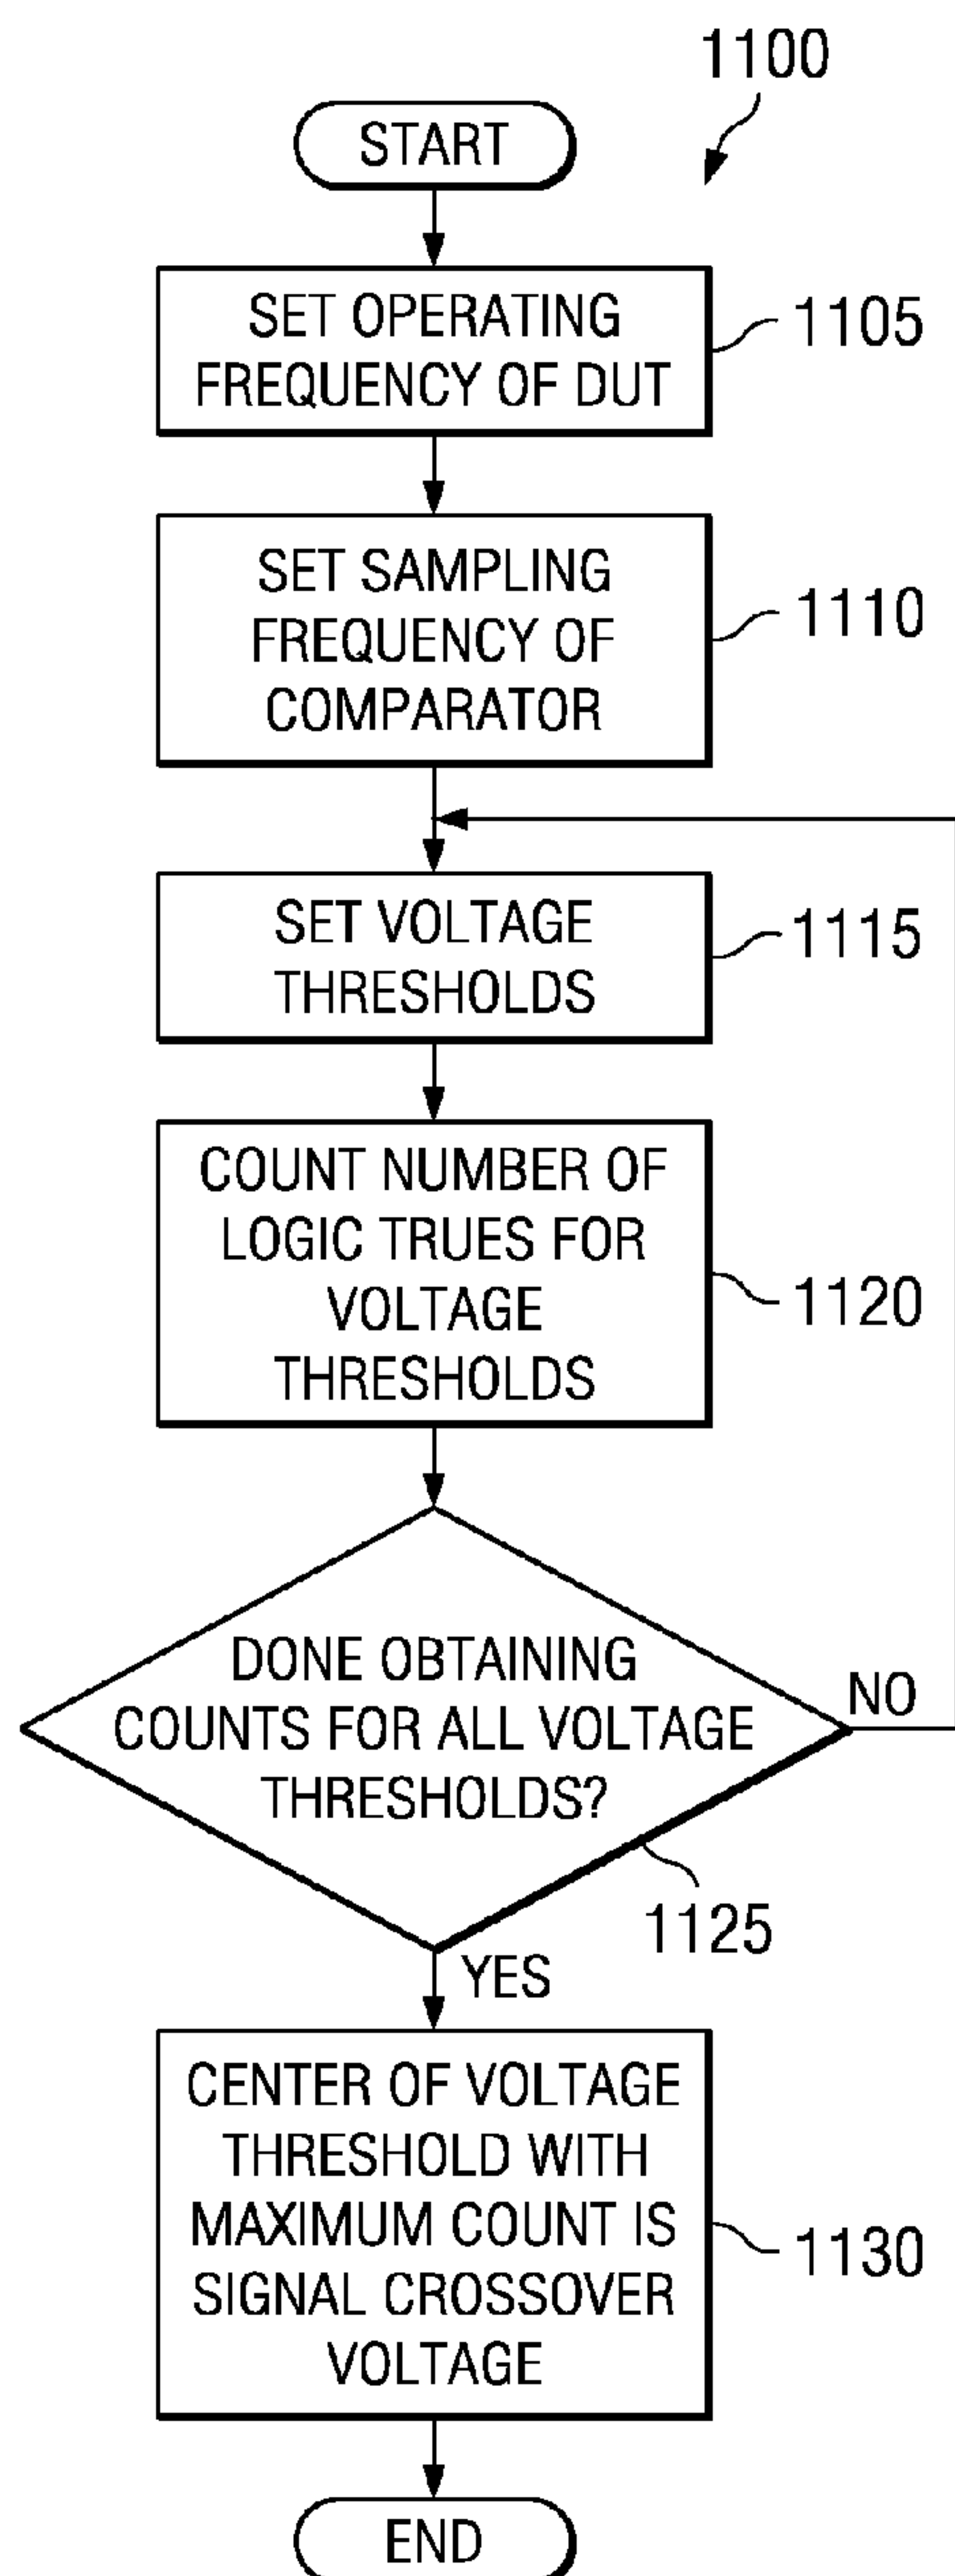 1100
START
SET OPERATING
FREQUENCY OF DUT
1105
SET SAMPLING
FREQUENCY OF
COMPARATOR
1110
SET VOLTAGE
THRESHOLDS
1115
COUNT NUMBER OF
LOGIC TRUES FOR
VOLTAGE
THRESHOLDS
1120
DONE OBTAINING
COUNTS FOR ALL VOLTAGE
THRESHOLDS?
NO
1125
YES
CENTER OF VOLTAGE
THRESHOLD WITH
MAXIMUM COUNT IS
SIGNAL CROSSOVER
VOLTAGE
1130
END